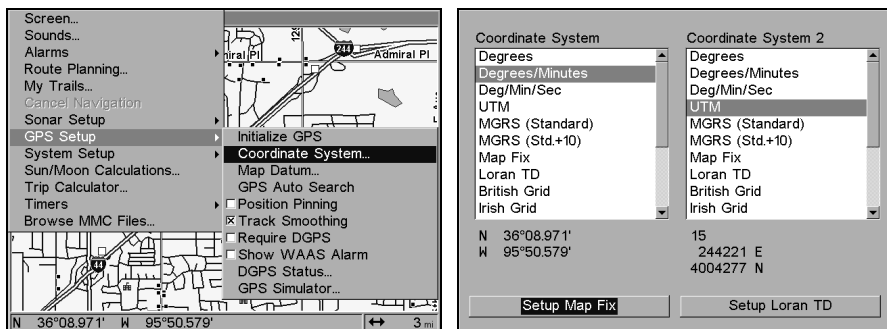 Screen...
Sounds...
Alarms
Route Planning...
My Trails...
Cancel Navigation
Sonar Setup
GPS Setup
System Setup
Sun/Moon Calculations...
Trip Calculator...
Timers
Browse MMC Files...
Initialize GPS
Coordinate System...
Map Datum...
GPS Auto Search
Position Pinning
Track Smoothing
Require DGPS
Show WAAS Alarm
DGPS Status...
GPS Simulator...
129
244
Admiral Pl
miral Pl
44
N 36°08.971' W 95°50.579' 3 mi
Coordinate System
Degrees
Degrees/Minutes
Deg/Min/Sec
UTM
MGRS (Standard)
MGRS (Std.+10)
Map Fix
Loran TD
British Grid
Irish Grid
N 36°08.971'
W 95°50.579'
Setup Map Fix
Coordinate System 2
Degrees
Degrees/Minutes
Deg/Min/Sec
UTM
MGRS (Standard)
MGRS (Std.+10)
Map Fix
Loran TD
British Grid
Irish Grid
15
244221 E
4004277 N
Setup Loran TD